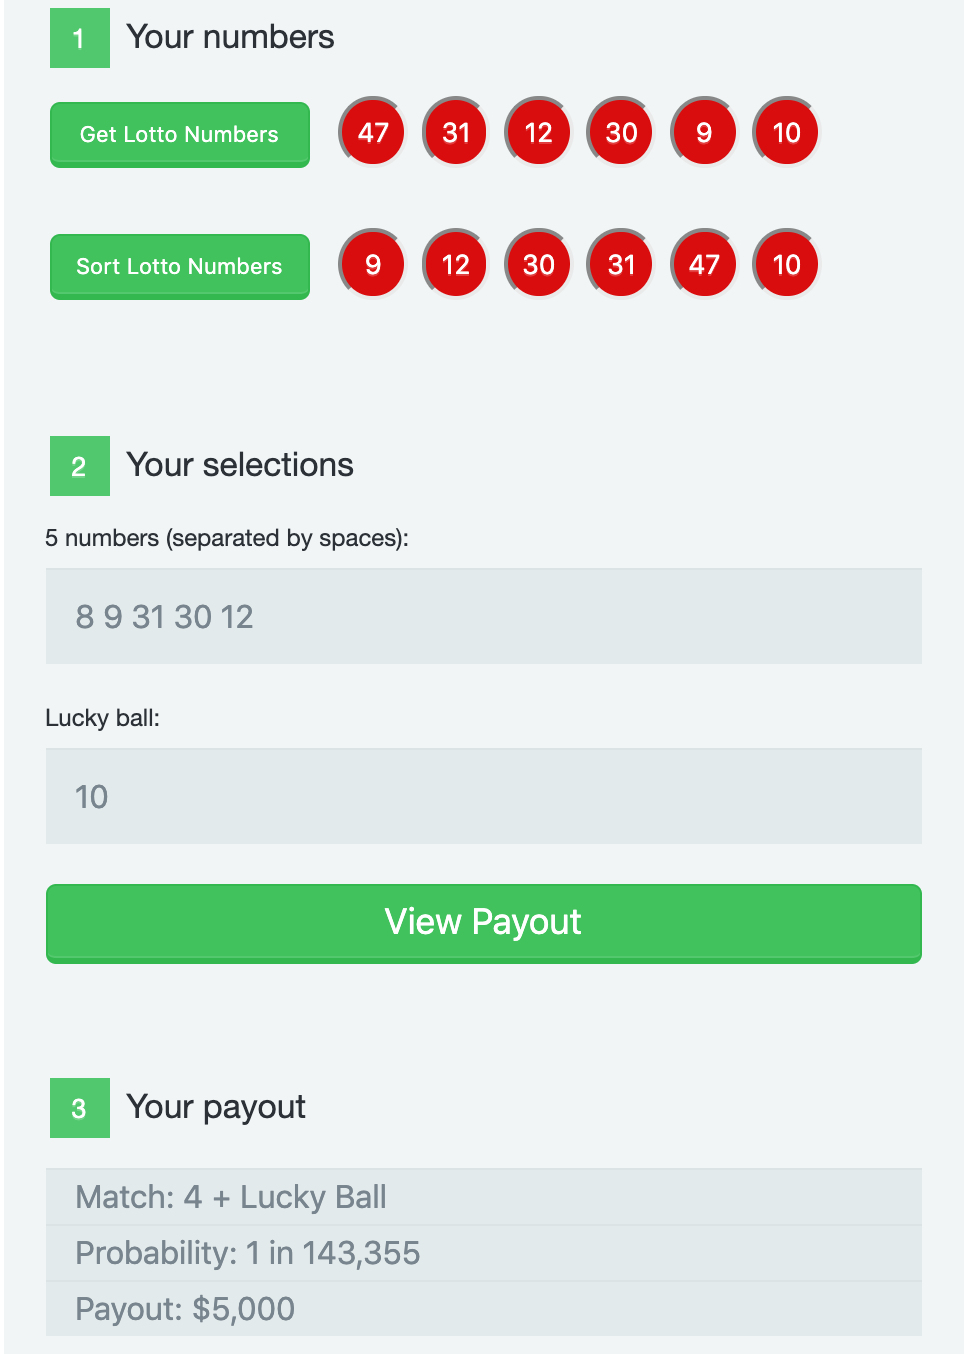 1 Your numbers
Get Lotto Numbers 47 31 12 30 9 10
Sort Lotto Numbers 9 12 30 31 47 10
2 Your selections
5 numbers (separated by spaces):
8 9 31 30 12
Lucky ball:
10
View Payout
3 Your payout
Match: 4 + Lucky Ball
Probability: 1 in 143,355
Payout: $5,000